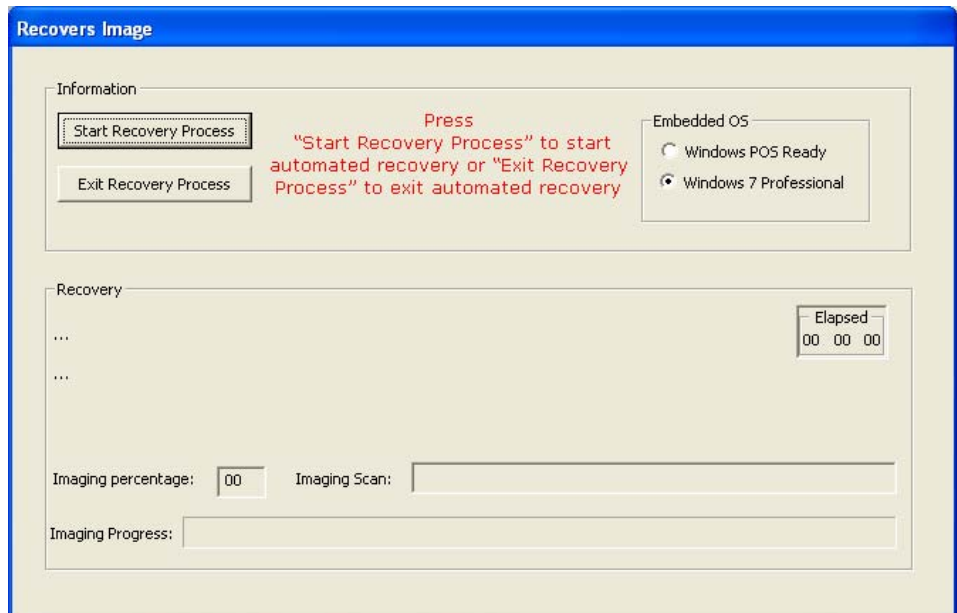 Recovers Image
Information
Start Recovery Process
Exit Recovery Process
Press
“Start Recovery Process” to start
automated recovery or “Exit Recovery
Process” to exit automated recovery
Embedded OS
Windows POS Ready
Windows 7 Professional
Recovery
Elapsed
00 00 00
...
...
Imaging percentage: 00 Imaging Scan:
Imaging Progress: